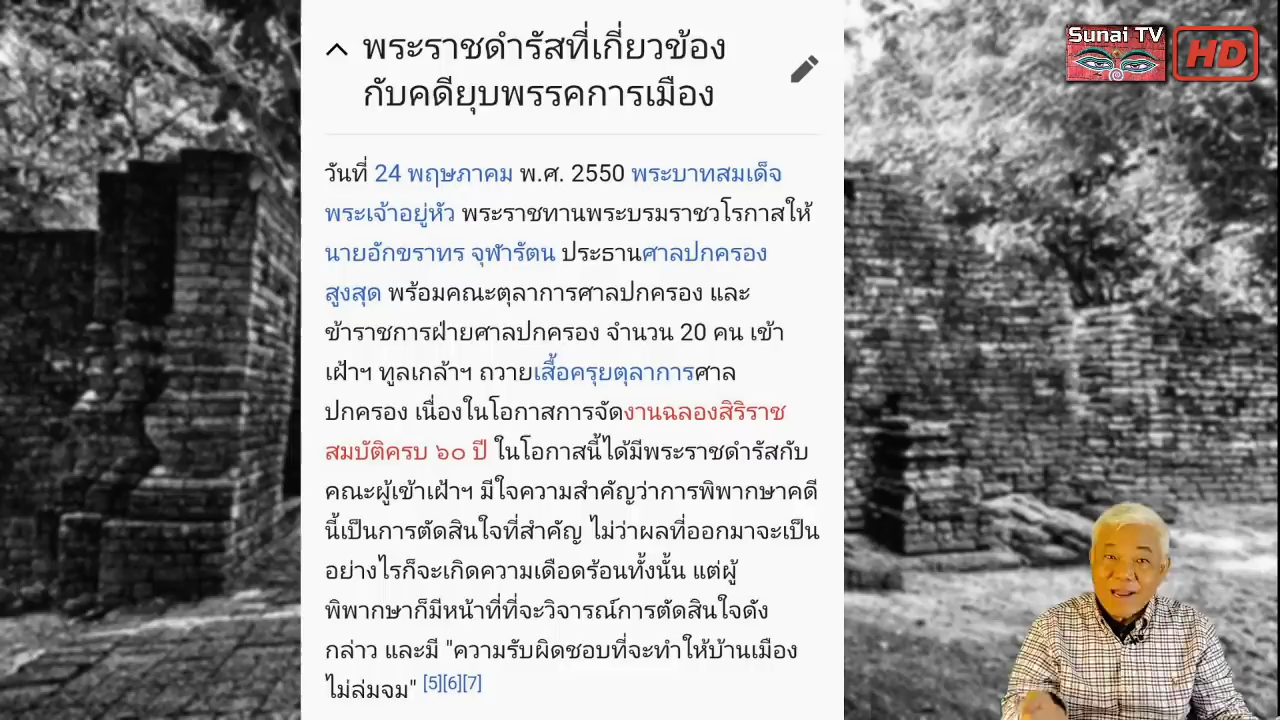 Sunai TV
HD
พระราชดำรัสที่เกี่ยวข้อง
กับคดียุบพรรคการเมือง
วันที่ 24 พฤษภาคม พ.ศ. 2550 พระบาทสมเด็จ
พระเจ้าอยู่หัว พระราชทานพระบรมราชวโรกาสให้
นายอักขราทร จุฬารัตน ประธานศาลปกครอง
สูงสุด พร้อมคณะตุลาการศาลปกครอง และ
ข้าราชการฝ่ายศาลปกครอง จำนวน 20 คน เข้า
เฝ้าฯ ทูลเกล้าฯ ถวายเสื้อครุยตุลาการศาล
ปกครอง เนื่องในโอกาสการจัดงานฉลองสิริราช
สมบัติครบ ๖๐ ปี ในโอกาสนี้ได้มีพระราชดำรัสกับ
คณะผู้เข้าเฝ้าฯ มีใจความสำคัญว่าการพิพากษาคดี
นี้เป็นการตัดสินใจที่สำคัญ ไม่ว่าผลที่ออกมาจะเป็น
อย่างไรก็จะเกิดความเดือดร้อนทั้งนั้น แต่ผู้
พิพากษาก็มีหน้าที่ที่จะวิจารณ์การตัดสินใจดัง
กล่าว และมี "ความรับผิดชอบที่จะทำให้บ้านเมือง
ไม่ล่มจม" [5][6][7]